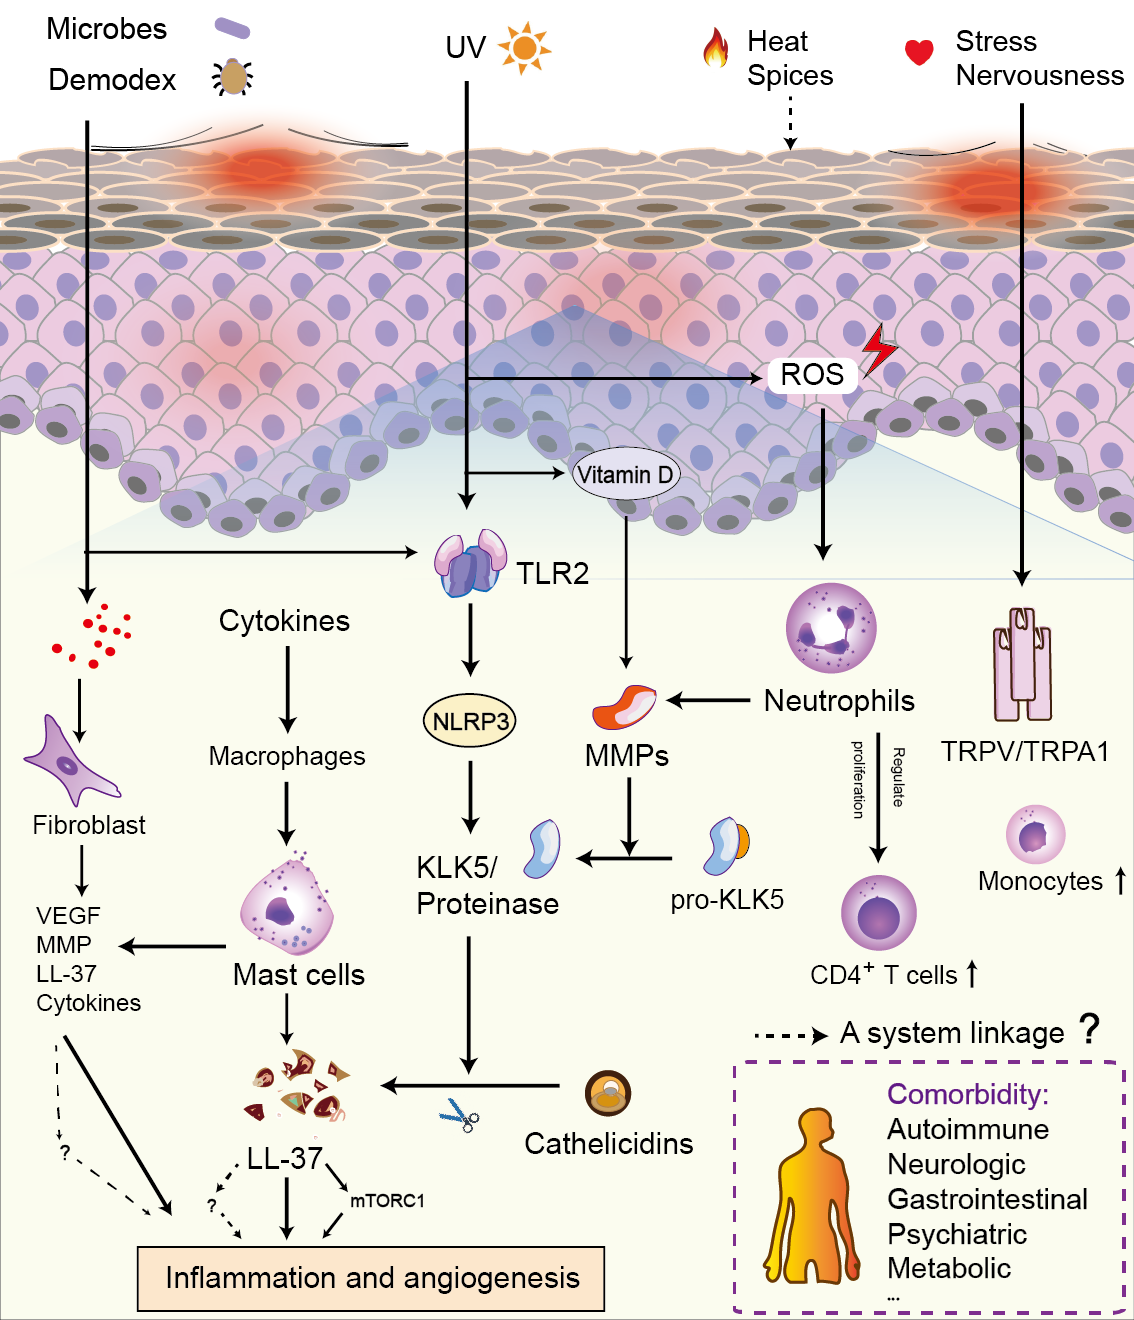 Microbes
Demodex
UV
Heat
Spices
Stress
Nervousness
ROS
Vitamin D
TLR2
Cytokines
NLRP3
Neutrophils
MMPs
Macrophages
TRPV/TRPA1
Regulate
proliferation
Fibroblast
KLK5/
Proteinase
pro-KLK5
Monocytes ↑
VEGF
MMP
LL-37
Cytokines
Mast cells
CD4⁺ T cells ↑
A system linkage ?
Cathelicidins
?
LL-37
?
mTORC1
Inflammation and angiogenesis
Comorbidity:
Autoimmune
Neurologic
Gastrointestinal
Psychiatric
Metabolic
...